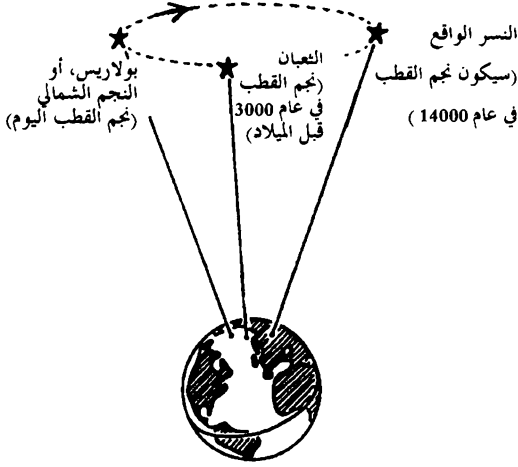 النسر الواقع
(سيكون نجم القطب
في عام 14000 )
الثعبان
(نجم القطب
في عام 3000
قبل الميلاد)
بولاريس، أو
النجم الشمالي
(نجم القطب اليوم)